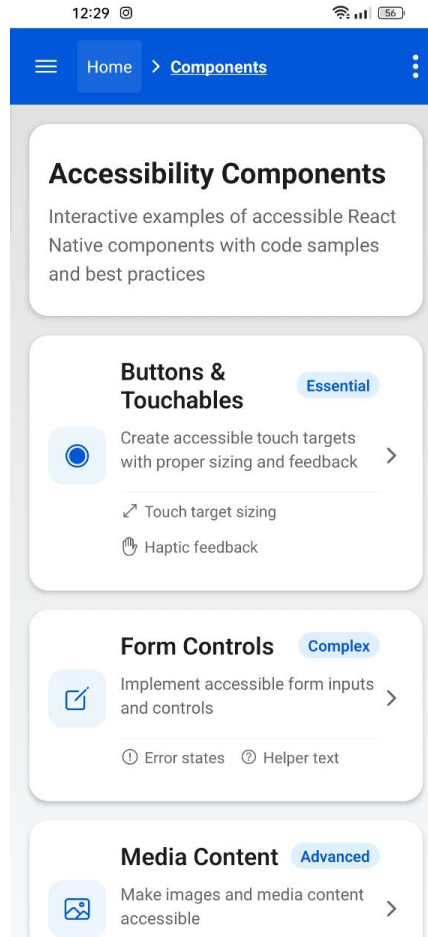 12:29
56
Home > Components
Accessibility Components
Interactive examples of accessible React
Native components with code samples
and best practices
Buttons &
Touchables
Essential
Create accessible touch targets
with proper sizing and feedback
Touch target sizing
Haptic feedback
Form Controls
Complex
Implement accessible form inputs
and controls
Error states
Helper text
Media Content
Advanced
Make images and media content
accessible